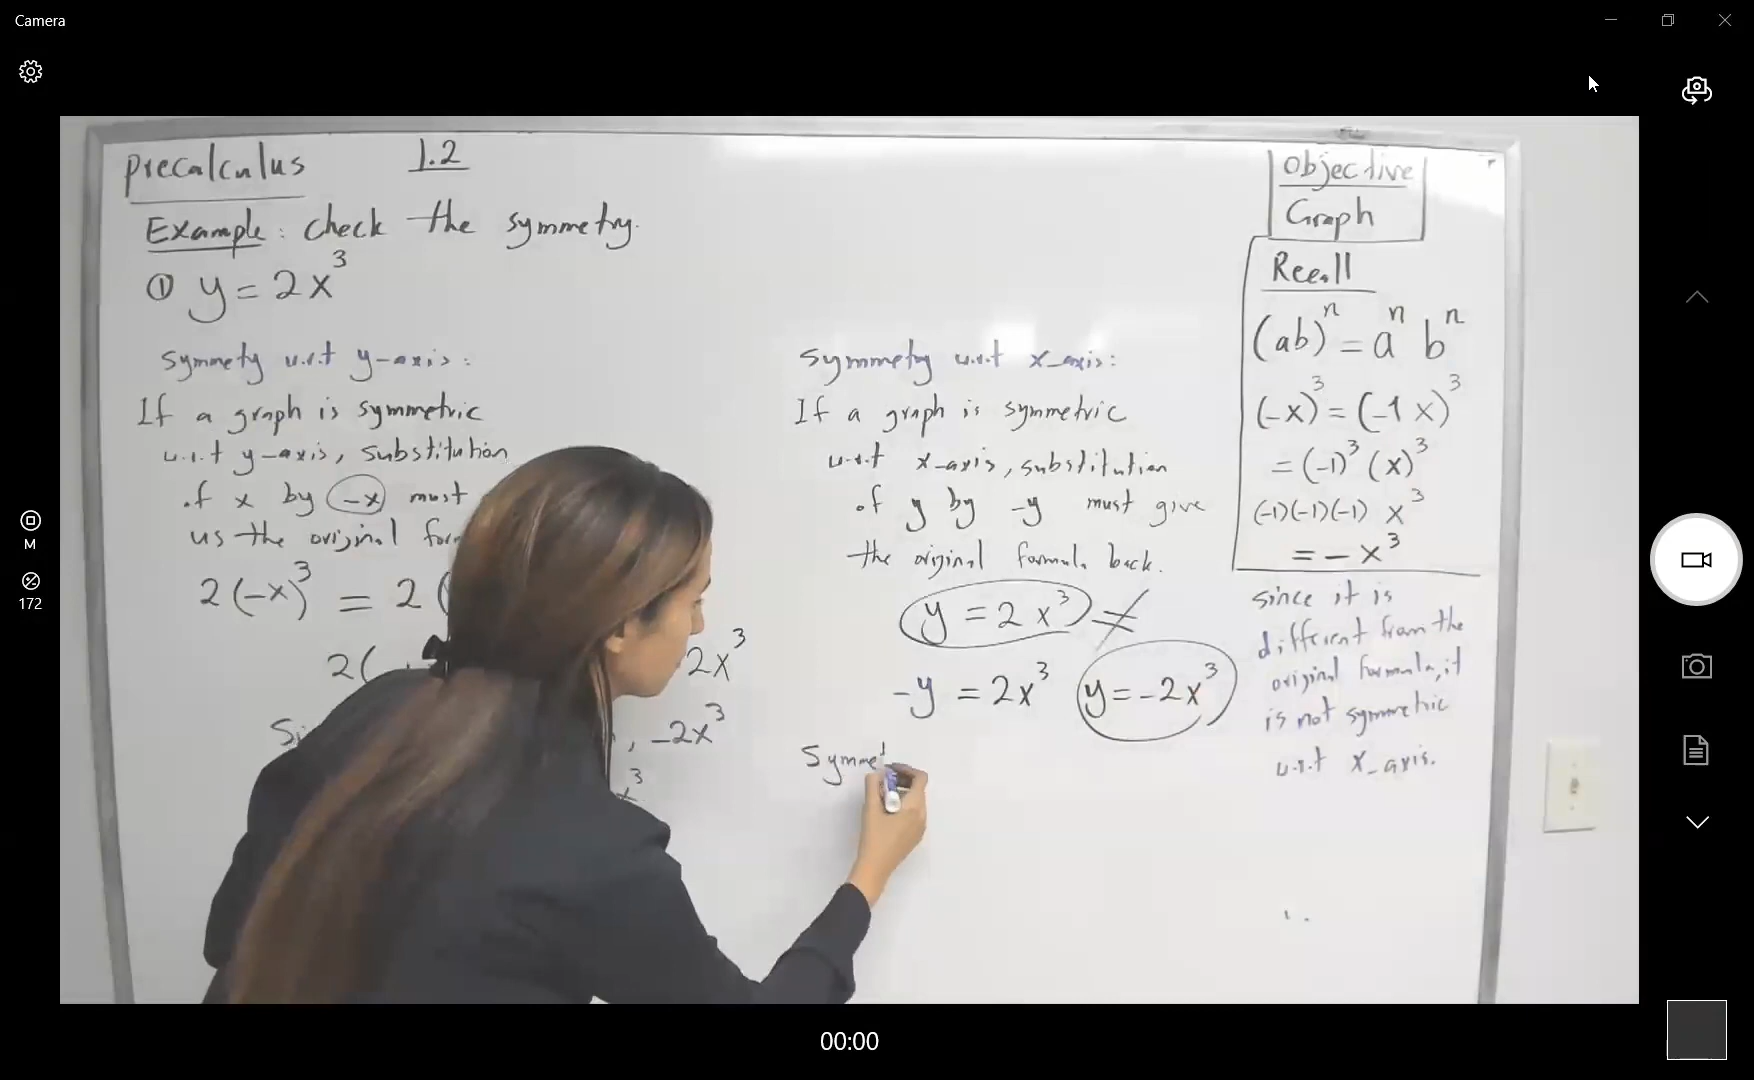 Camera
Precalculus 1.2
Example: check the symmetry.
① y = 2x³
Symmety w.r.t y-axis:
If a graph is symmetric
w.r.t y-axis, substitution
of x by -x must
us the original
2(-x)³ = 2(
2( 2x³
, -2x³
x³
Symmetry w.r.t x-axis:
If a graph is symmetric
w.r.t x-axis, substitution
of y by -y must give
the original formula back.
y = 2x³ ≠
-y = 2x³ y = -2x³
Symmet
Objective
Graph
Recall
(ab)ⁿ = aⁿ bⁿ
(-x)³ = (-1 x)³
= (-1)³ (x)³
(-1)(-1)(-1) x³
= - x³
since it is
different from the
original formula, it
is not symmetric
w.r.t x-axis.
M
172
00:00